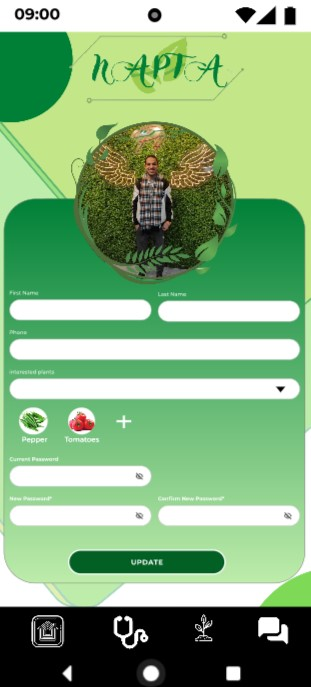 09:00
NAPTA
First Name
Last Name
Phone
Interested plants
Pepper
Tomatoes
Current Password
New Password*
Confirm New Password*
UPDATE